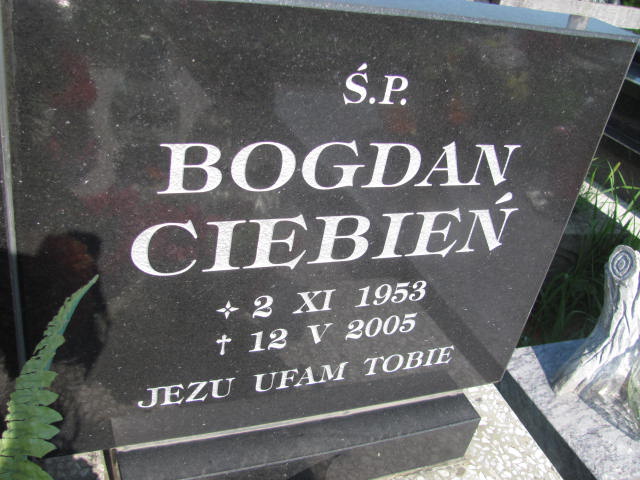 Ś.P.
BOGDAN
CIEBIEŃ
✧ 2 XI 1953
† 12 V 2005
JEZU UFAM TOBIE